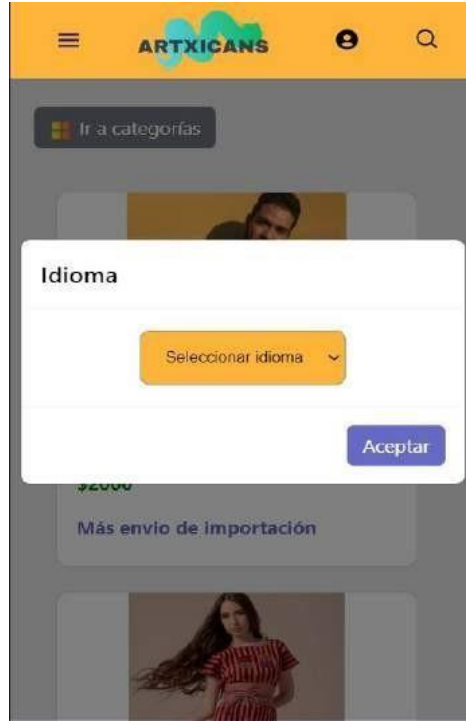 ARTXICANS
Ir a categorías
Idioma
Seleccionar idioma
Aceptar
$2000
Más envio de importación